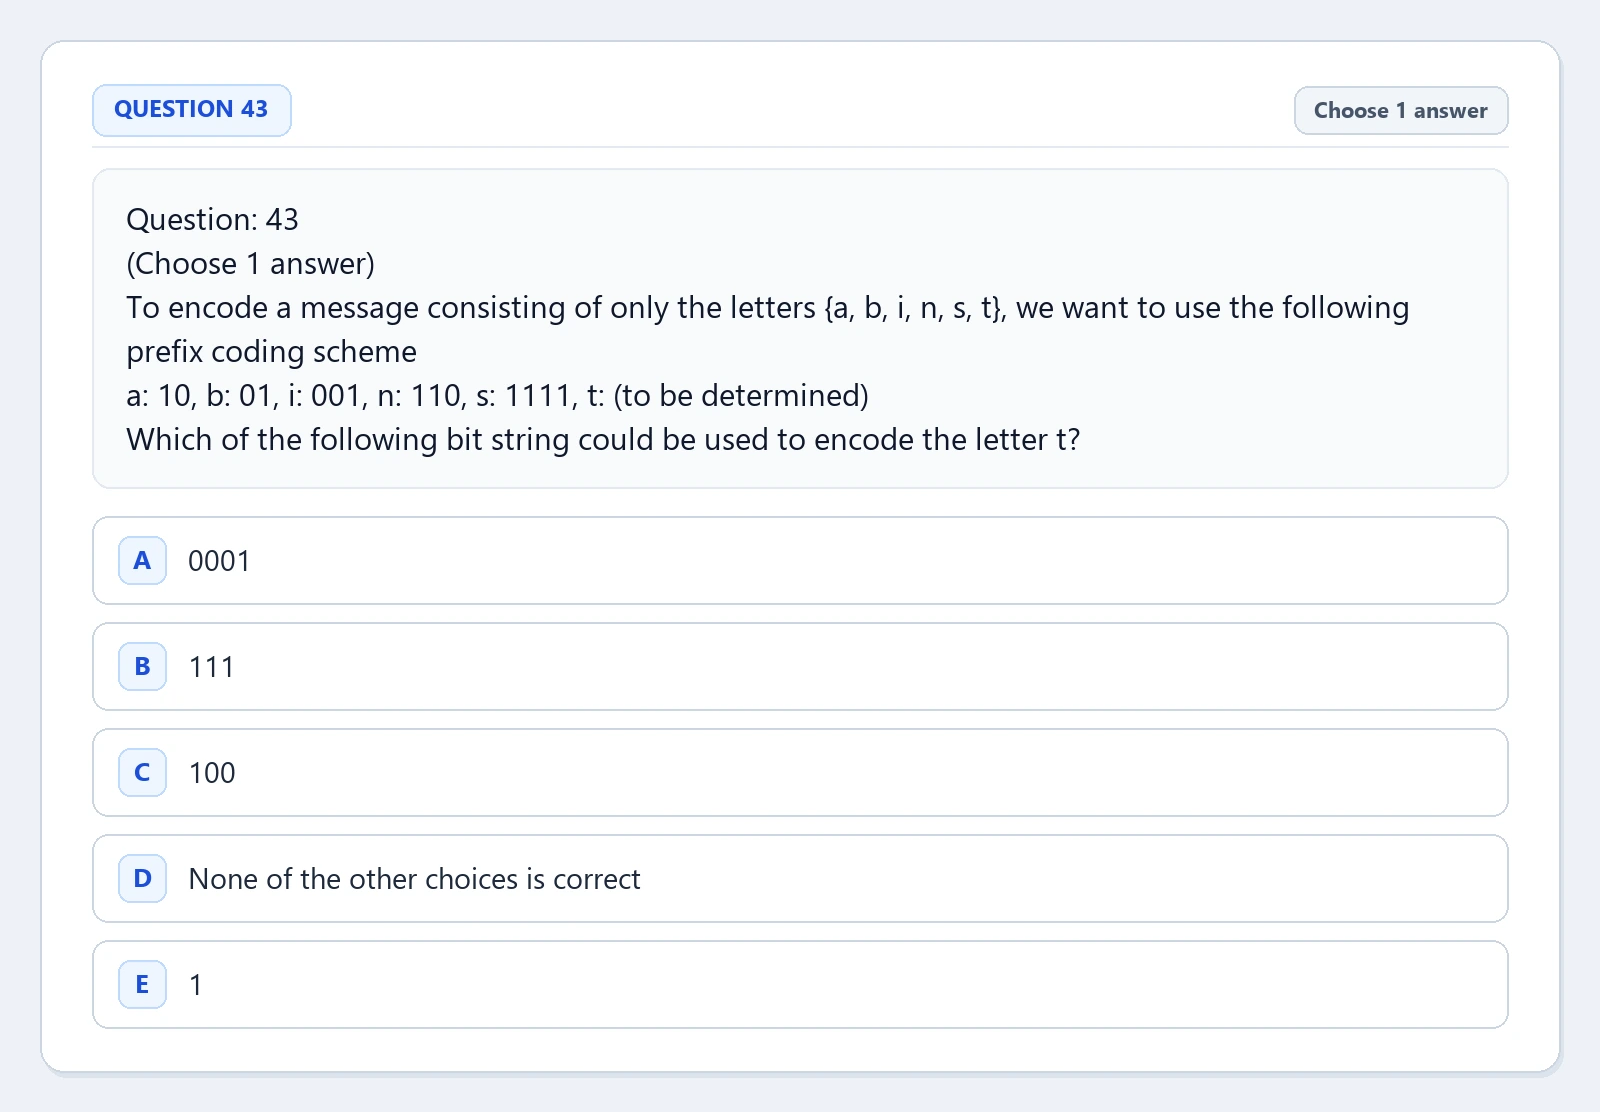 QUESTION 43
Choose 1 answer
Question: 43
(Choose 1 answer)
To encode a message consisting of only the letters {a, b, i, n, s, t}, we want to use the following
prefix coding scheme
a: 10, b: 01, i: 001, n: 110, s: 1111, t: (to be determined)
Which of the following bit string could be used to encode the letter t?
A 0001
B 111
C 100
D None of the other choices is correct
E 1